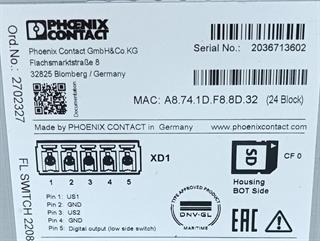 PHOENIX
CONTACT
Phoenix Contact GmbH&Co.KG
Flachsmarktstraße 8
32825 Blomberg / Germany
Serial No.: 2036713602
MAC: A8.74.1D.F8.8D.32 (24 Block)
Made by PHOENIX CONTACT in Germany
www.phoenixcontact.com
Ord.No.: 2702327
FL SWITCH 2208
XD1
1 2 3 4 5
Pin 1: US1
Pin 2: GND
Pin 3: US2
Pin 4: GND
Pin 5: Digital output (low side switch)
SD
CF 0
Housing
BOT Side
TYPE APPROVED PRODUCT
DNV·GL
MARITIME
EAC